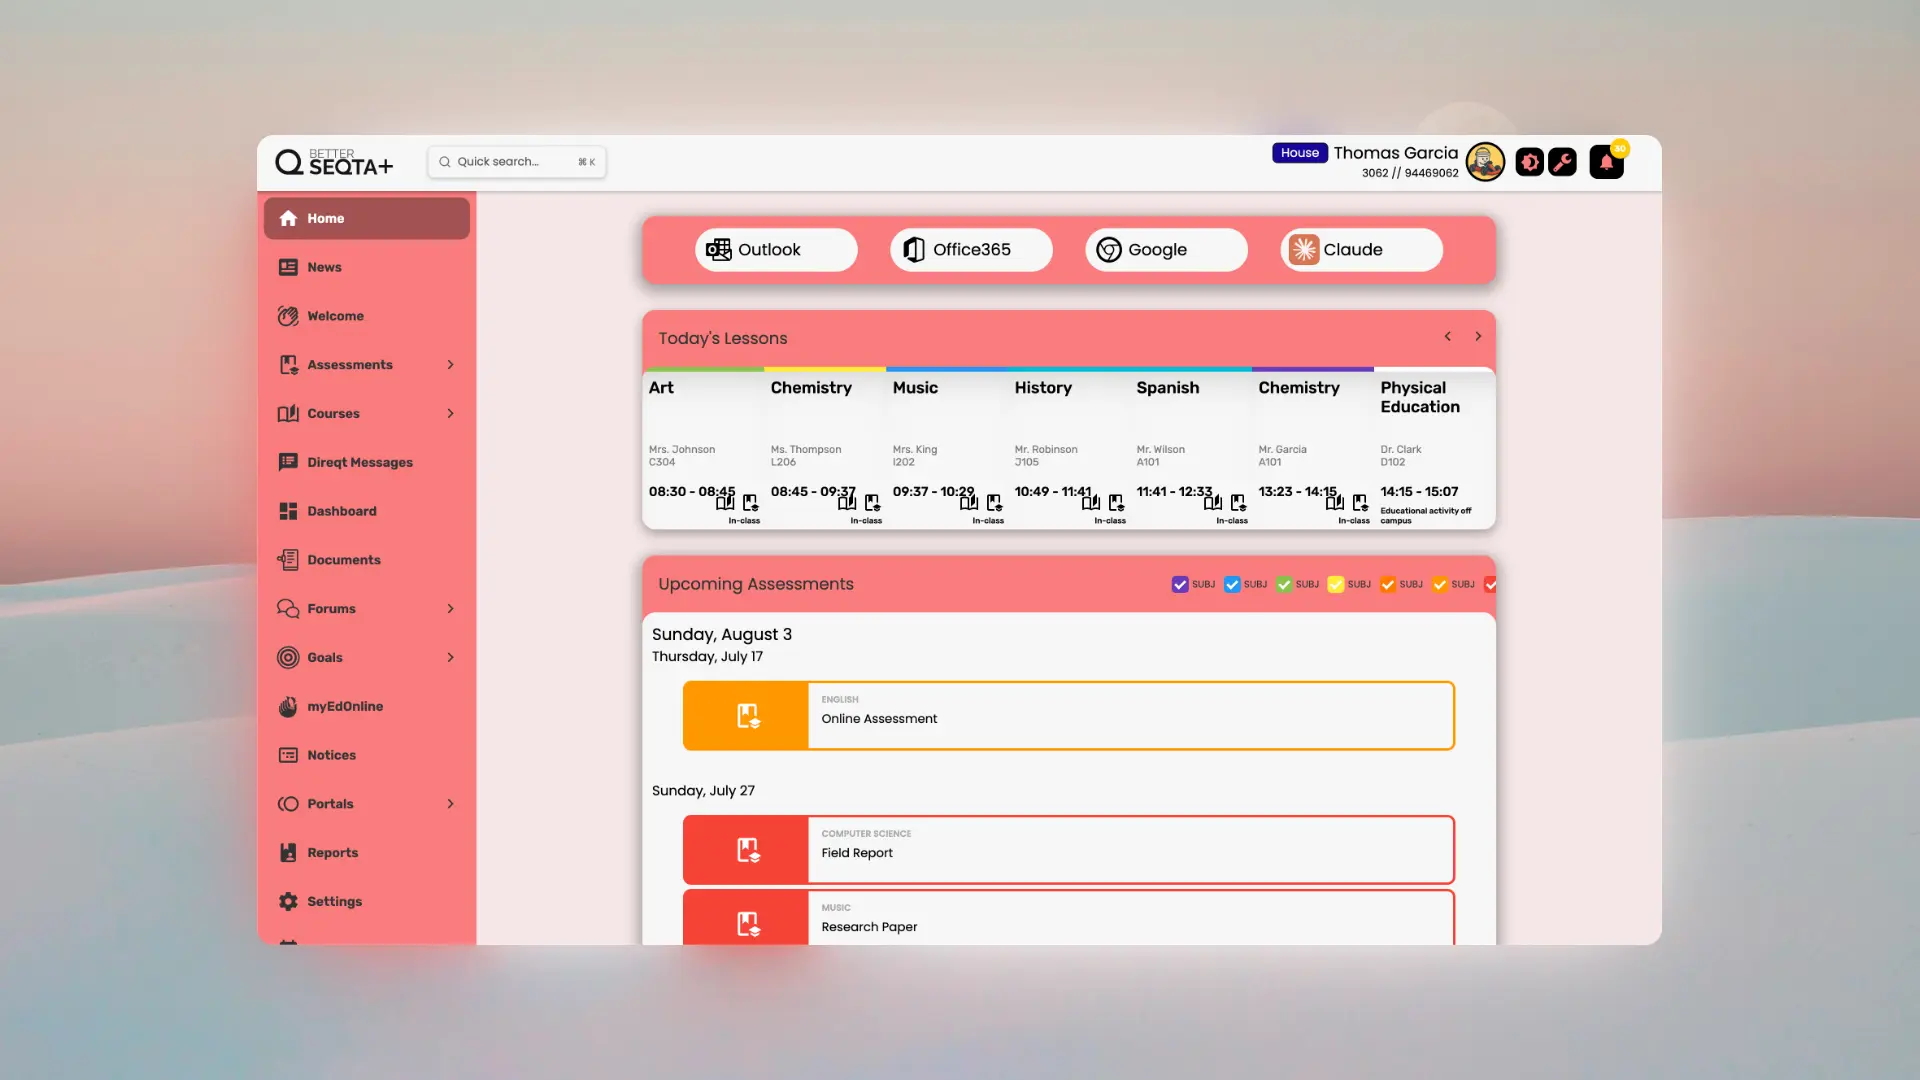 BETTER
SEQTA+
Quick search...
⌘ K
House
Thomas Garcia
3062 // 94469062
50
Home
News
Welcome
Assessments
Courses
Direqt Messages
Dashboard
Documents
Forums
Goals
myEdOnline
Notices
Portals
Reports
Settings
Outlook
Office365
Google
Claude
Today's Lessons
Art
Mrs. Johnson
C304
08:30 - 08:45
In-class
Chemistry
Ms. Thompson
L206
08:45 - 09:37
In-class
Music
Mrs. King
I202
09:37 - 10:29
In-class
History
Mr. Robinson
J105
10:49 - 11:41
In-class
Spanish
Mr. Wilson
A101
11:41 - 12:33
In-class
Chemistry
Mr. Garcia
A101
13:23 - 14:15
In-class
Physical
Education
Dr. Clark
D102
14:15 - 15:07
Educational activity off
campus
Upcoming Assessments
SUBJ
SUBJ
SUBJ
SUBJ
SUBJ
SUBJ
Sunday, August 3
Thursday, July 17
ENGLISH
Online Assessment
Sunday, July 27
COMPUTER SCIENCE
Field Report
MUSIC
Research Paper